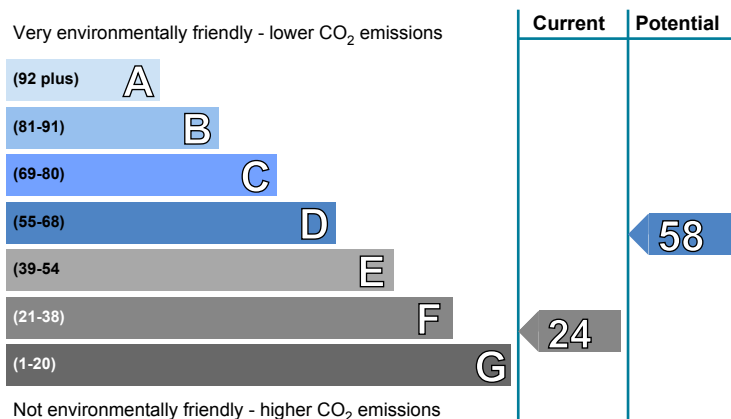 Very environmentally friendly - lower CO2 emissions
Current
Potential
(92 plus) A
(81-91) B
(69-80) C
(55-68) D
58
(39-54 E
(21-38) F
24
(1-20) G
Not environmentally friendly - higher CO2 emissions